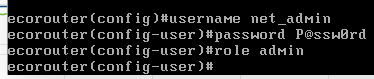 ecorouter(config)#username net_admin
ecorouter(config-user)#password P@ssw0rd
ecorouter(config-user)#role admin
ecorouter(config-user)#